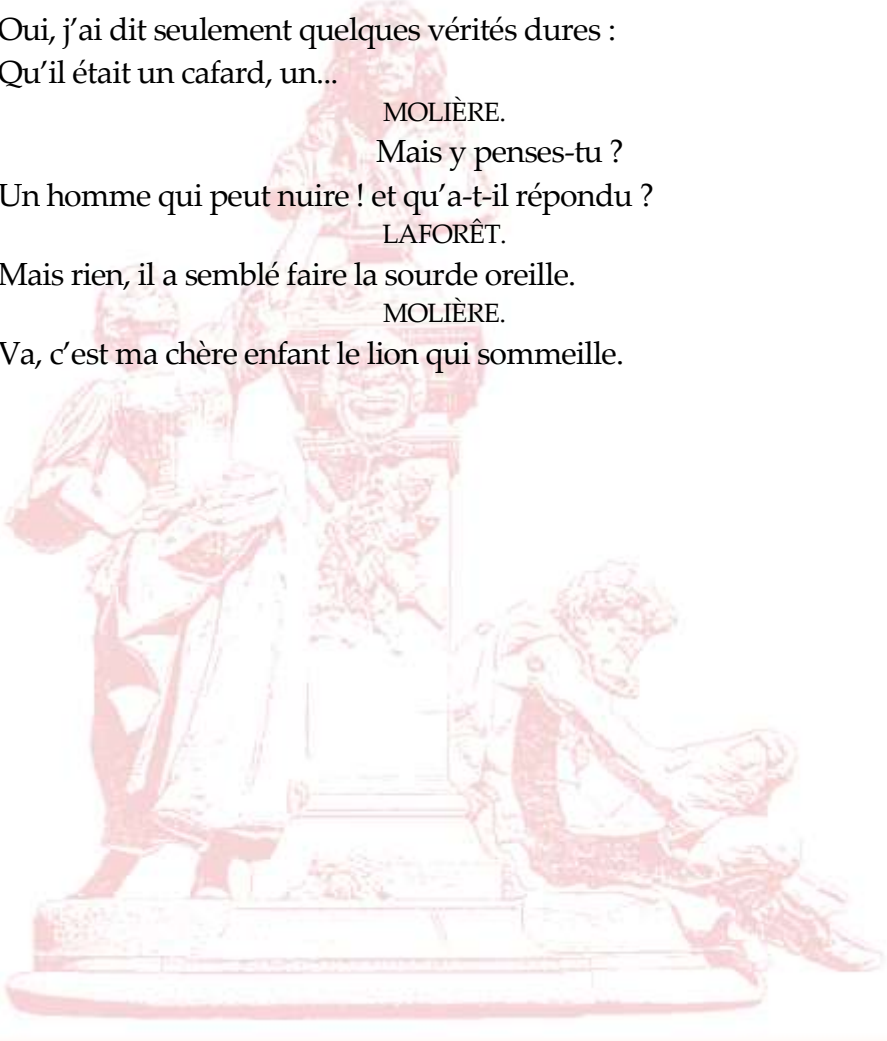 Oui, j’ai dit seulement quelques vérités dures :
Qu’il était un cafard, un...
MOLIÈRE.
Mais y penses-tu ?
Un homme qui peut nuire ! et qu’a-t-il répondu ?
LAFORÊT.
Mais rien, il a semblé faire la sourde oreille.
MOLIÈRE.
Va, c’est ma chère enfant le lion qui sommeille.